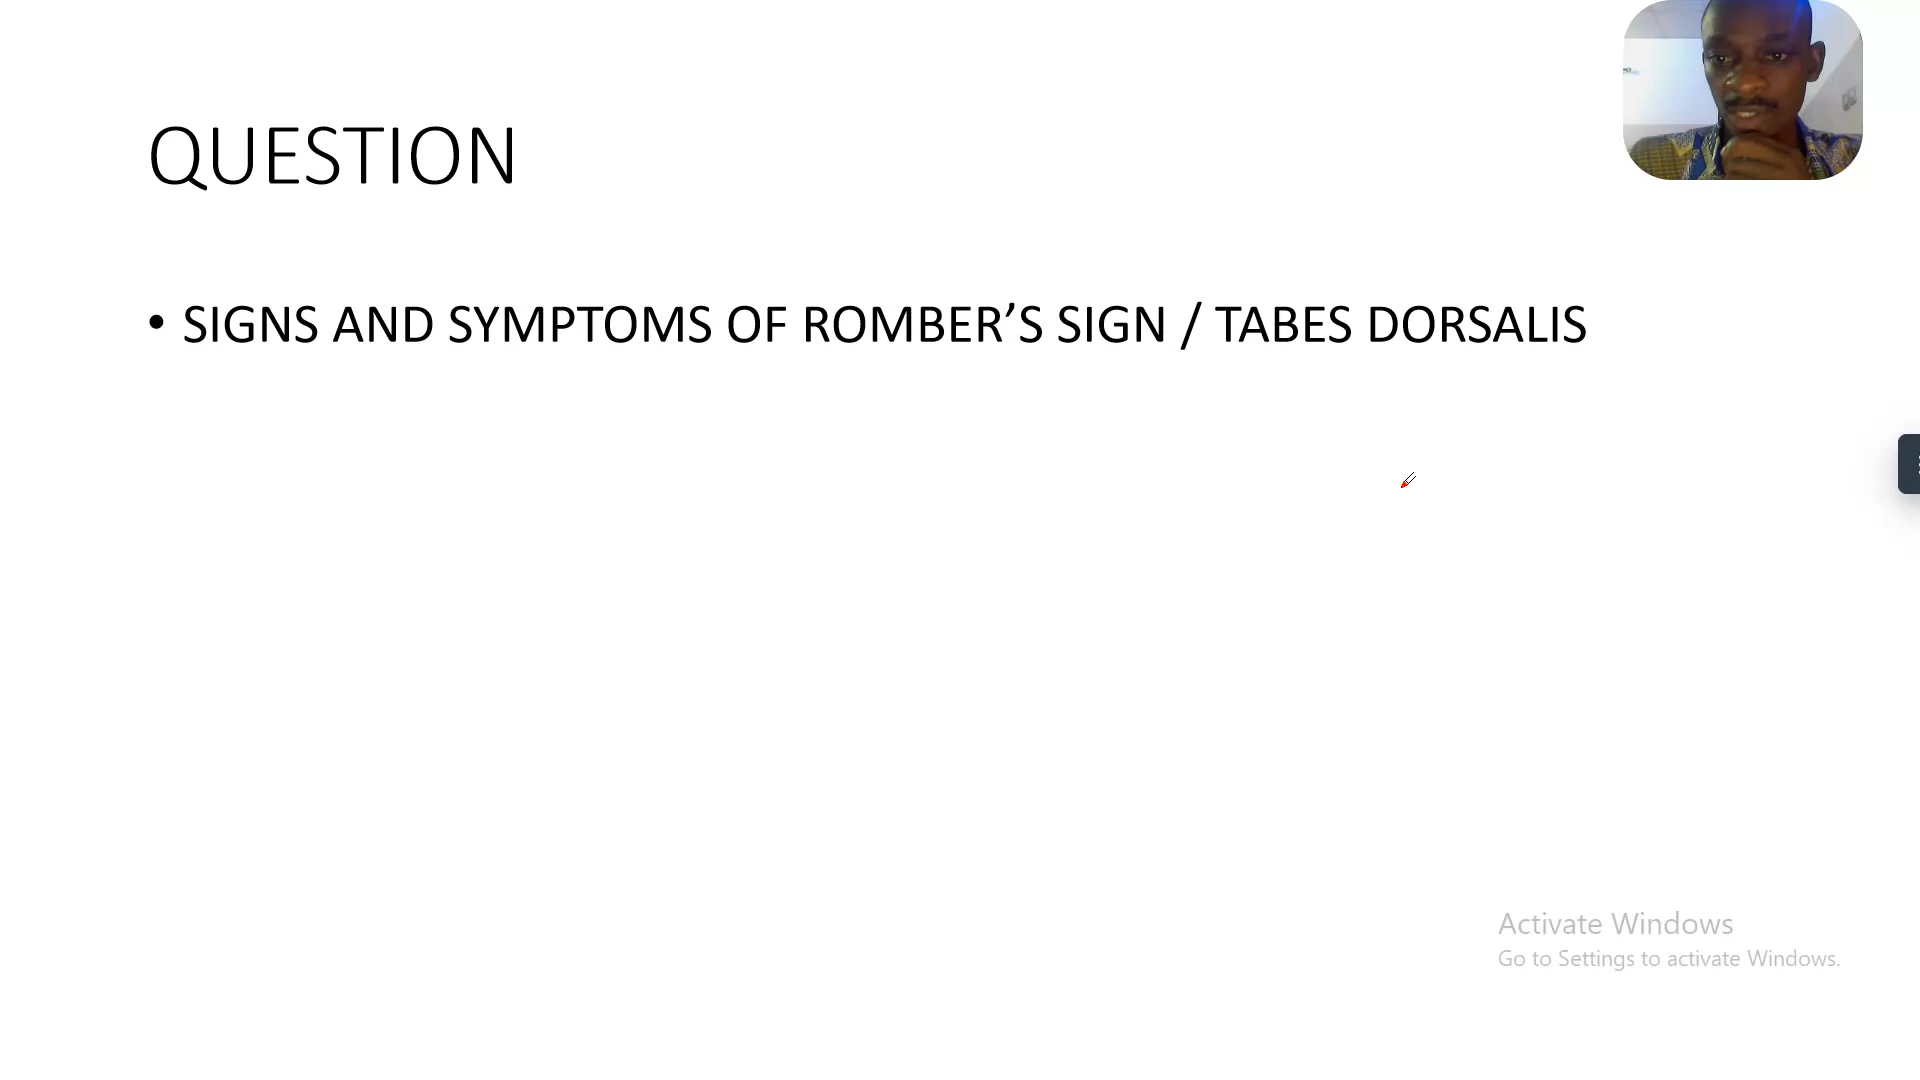 QUESTION
• SIGNS AND SYMPTOMS OF ROMBER’S SIGN / TABES DORSALIS
Activate Windows
Go to Settings to activate Windows.